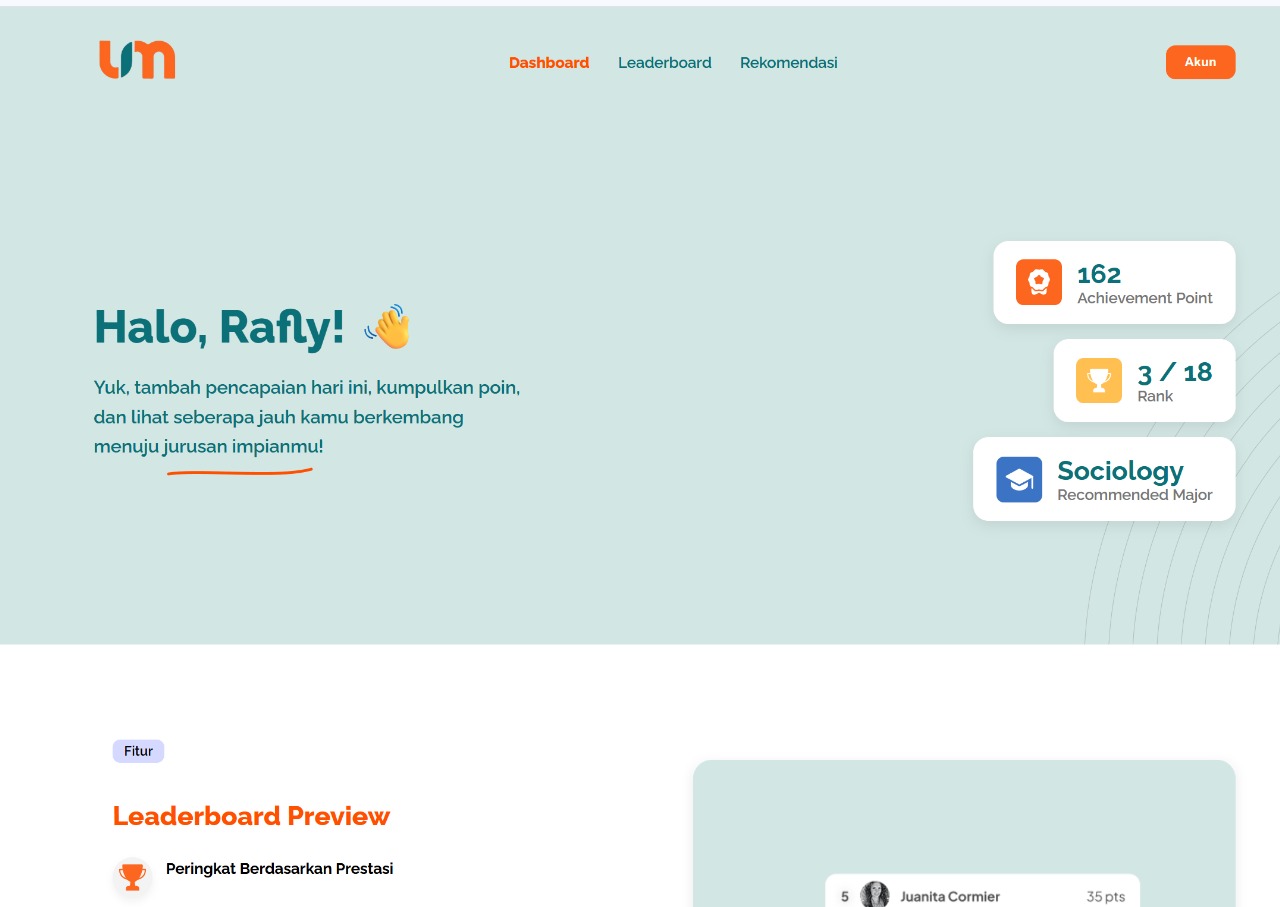 um
Dashboard
Leaderboard
Rekomendasi
Akun
Halo, Rafly!
Yuk, tambah pencapaian hari ini, kumpulkan poin,
dan lihat seberapa jauh kamu berkembang
menuju jurusan impianmu!
162
Achievement Point
3 / 18
Rank
Sociology
Recommended Major
Fitur
Leaderboard Preview
Peringkat Berdasarkan Prestasi
5 Juanita Cormier 35 pts